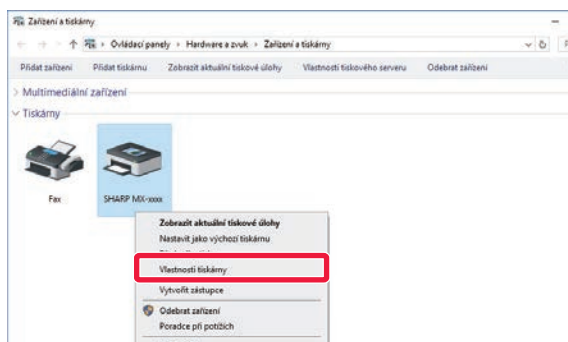 Zařízení a tiskárny
Ovládací panely › Hardware a zvuk › Zařízení a tiskárny
Přidat zařízení Přidat tiskárnu Zobrazit aktuální tiskové úlohy Vlastnosti tiskového serveru Odebrat zařízení
Multimediální zařízení
Tiskárny
Fax SHARP MX-xxxx
Zobrazit aktuální tiskové úlohy
Nastavit jako výchozí tiskárnu
Vlastnosti tiskárny
Vytvořit zástupce
Odebrat zařízení
Poradce při potížích